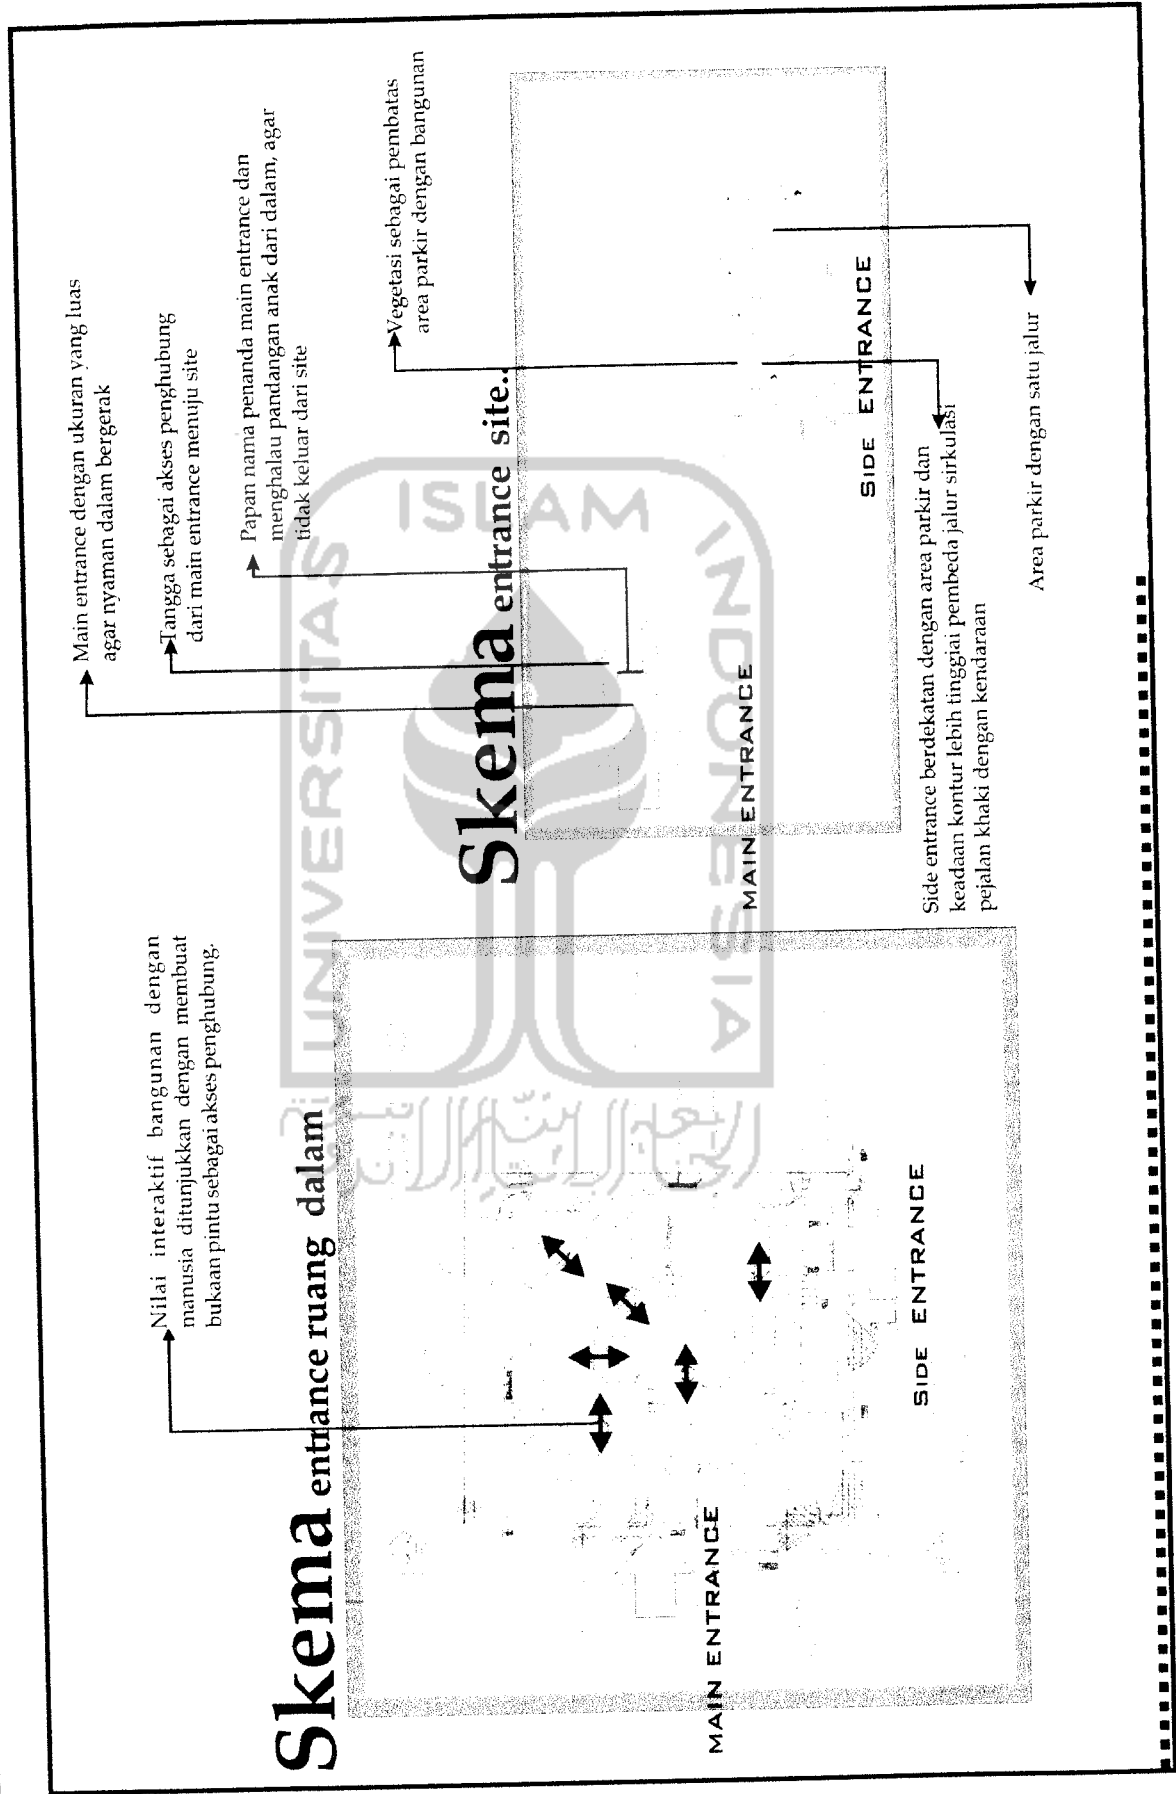 Skema entrance ruang dalam
Nilai interaktif bangunan dengan
manusia ditunjukkan dengan membuat
bukaan pintu sebagai akses penghubung.
MAIN ENTRANCE
SIDE ENTRANCE
Skema entrance site..
Main entrance dengan ukuran yang luas
agar nyaman dalam bergerak
Tangga sebagai akses penghubung
dari main entrance menuju site
Papan nama penanda main entrance dan
menghalau pandangan anak dari dalam, agar
tidak keluar dari site
Vegetasi sebagai pembatas
area parkir dengan bangunan
MAIN ENTRANCE
SIDE ENTRANCE
Side entrance berdekatan dengan area parkir dan
keadaan kontur lebih tinggiai pembeda jalur sirkulasi
pejalan khaki dengan kendaraan
Area parkir dengan satu jalur
UNIVERSITAS
ISLAM
INDONESIA